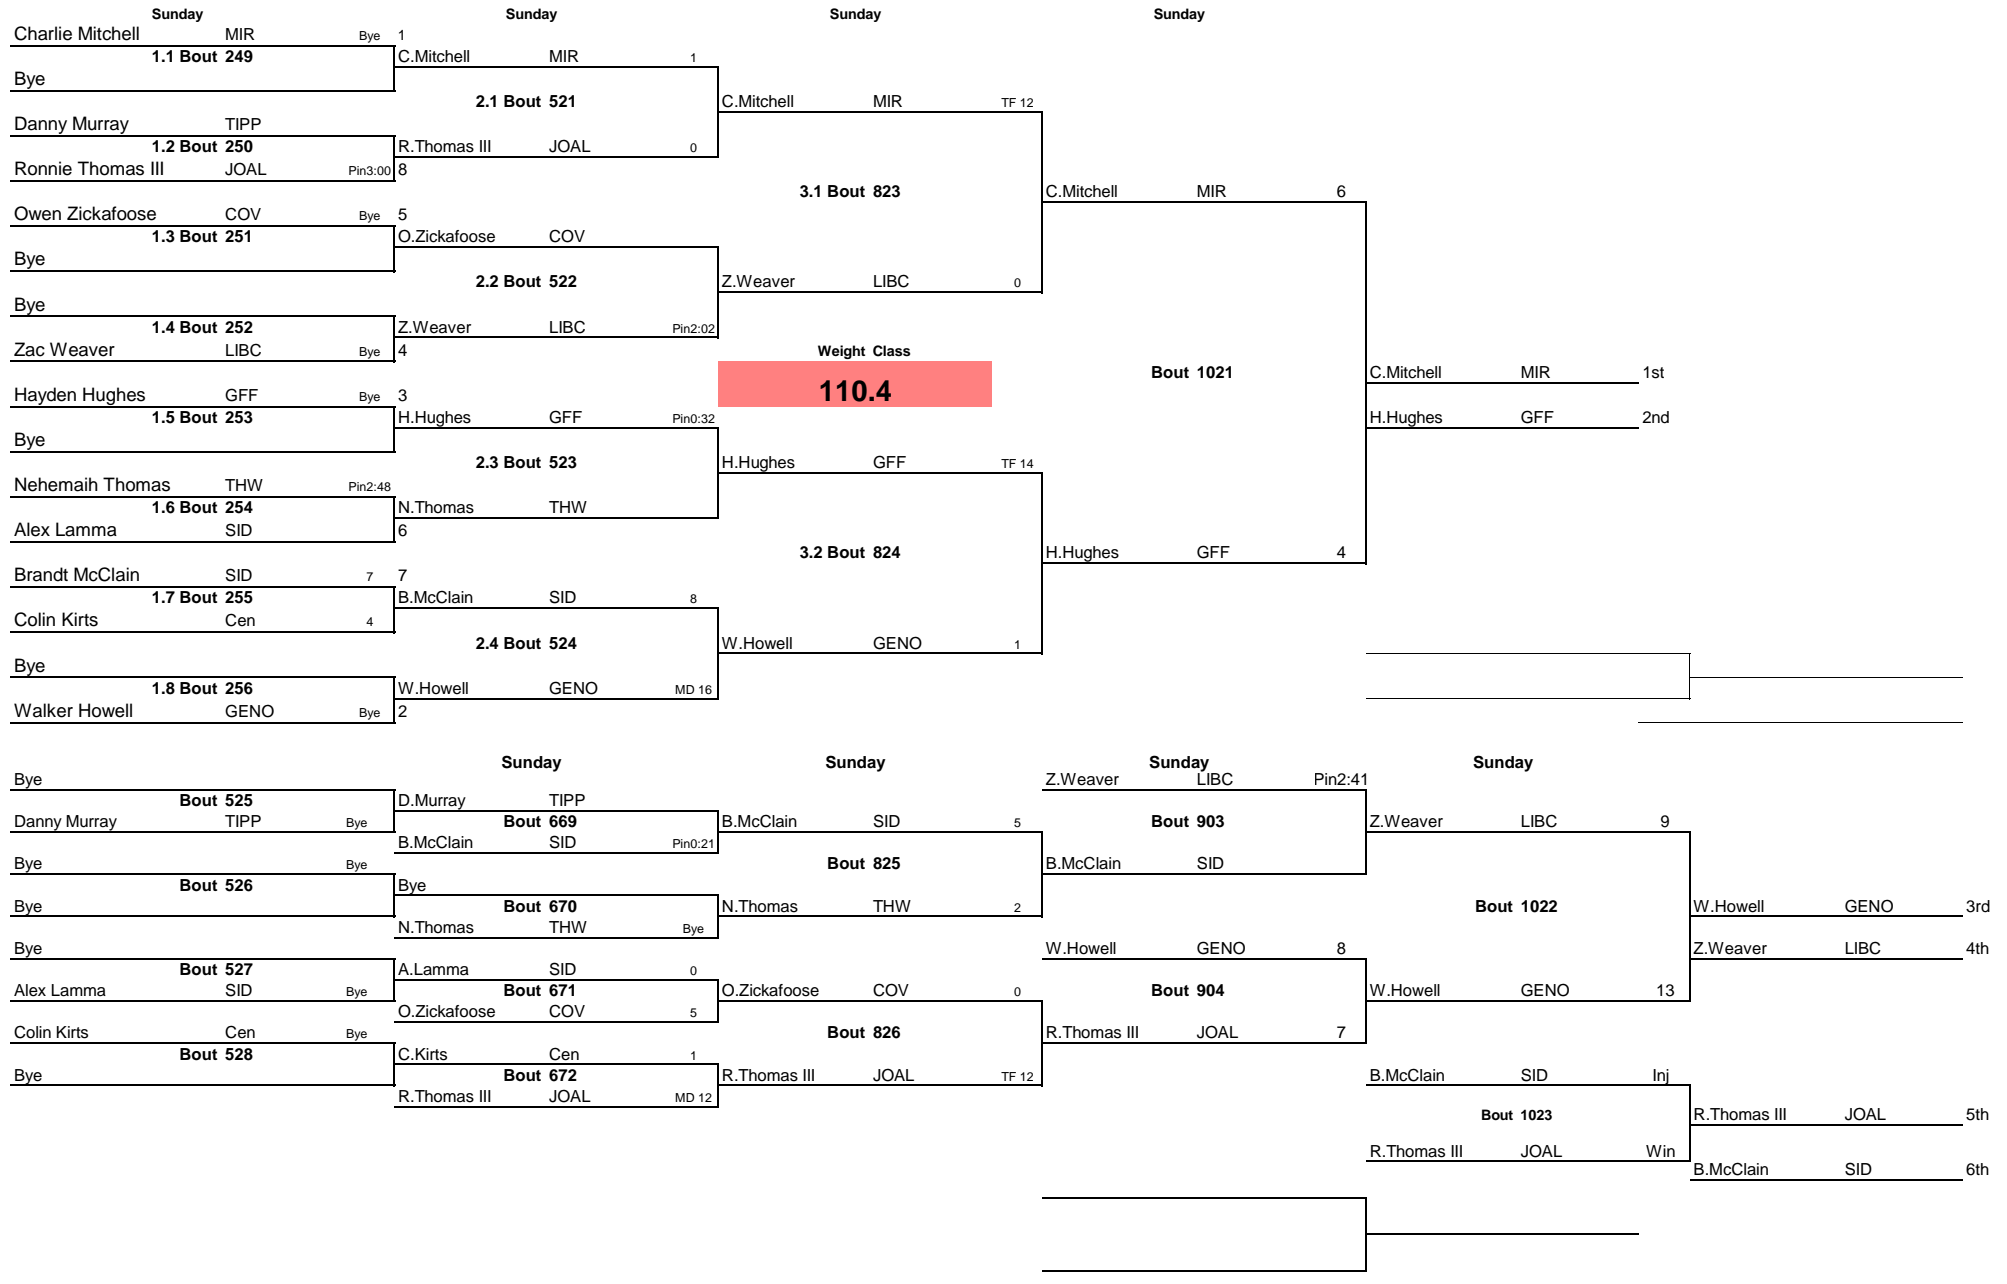 Sunday Sunday Sunday Sunday
Charlie Mitchell MIR Bye 1
1.1 Bout 249 C.Mitchell MIR 1
Bye
2.1 Bout 521 C.Mitchell MIR TF 12
Danny Murray TIPP
1.2 Bout 250 R.Thomas III JOAL 0
Ronnie Thomas III JOAL Pin3:00 8
3.1 Bout 823 C.Mitchell MIR 6
Owen Zickafoose COV Bye 5
1.3 Bout 251 O.Zickafoose COV
Bye
2.2 Bout 522 Z.Weaver LIBC 0
Bye
1.4 Bout 252 Z.Weaver LIBC Pin2:02
Zac Weaver LIBC Bye 4 Weight Class
Bout 1021 C.Mitchell MIR 1st
Hayden Hughes GFF Bye 3 110.4
1.5 Bout 253 H.Hughes GFF Pin0:32 H.Hughes GFF 2nd
Bye
2.3 Bout 523 H.Hughes GFF TF 14
Nehemaih Thomas THW Pin2:48
1.6 Bout 254 N.Thomas THW
Alex Lamma SID 6
3.2 Bout 824 H.Hughes GFF 4
Brandt McClain SID 7 7
1.7 Bout 255 B.McClain SID 8
Colin Kirts Cen 4
2.4 Bout 524 W.Howell GENO 1
Bye
1.8 Bout 256 W.Howell GENO MD 16
Walker Howell GENO Bye 2
Sunday Sunday Sunday Sunday
Bye Z.Weaver LIBC Pin2:41
Bout 525 D.Murray TIPP
Danny Murray TIPP Bye Bout 669 B.McClain SID 5 Bout 903 Z.Weaver LIBC 9
B.McClain SID Pin0:21
Bye Bye Bout 825 B.McClain SID
Bout 526 Bye
Bye Bout 670 N.Thomas THW 2 Bout 1022 W.Howell GENO 3rd
N.Thomas THW Bye
Bye W.Howell GENO 8 Z.Weaver LIBC 4th
Bout 527 A.Lamma SID 0
Alex Lamma SID Bye Bout 671 O.Zickafoose COV 0 Bout 904 W.Howell GENO 13
O.Zickafoose COV 5
Colin Kirts Cen Bye Bout 826 R.Thomas III JOAL 7
Bout 528 C.Kirts Cen 1
Bye Bout 672 R.Thomas III JOAL TF 12 B.McClain SID Inj
R.Thomas III JOAL MD 12
Bout 1023 R.Thomas III JOAL 5th
R.Thomas III JOAL Win
B.McClain SID 6th